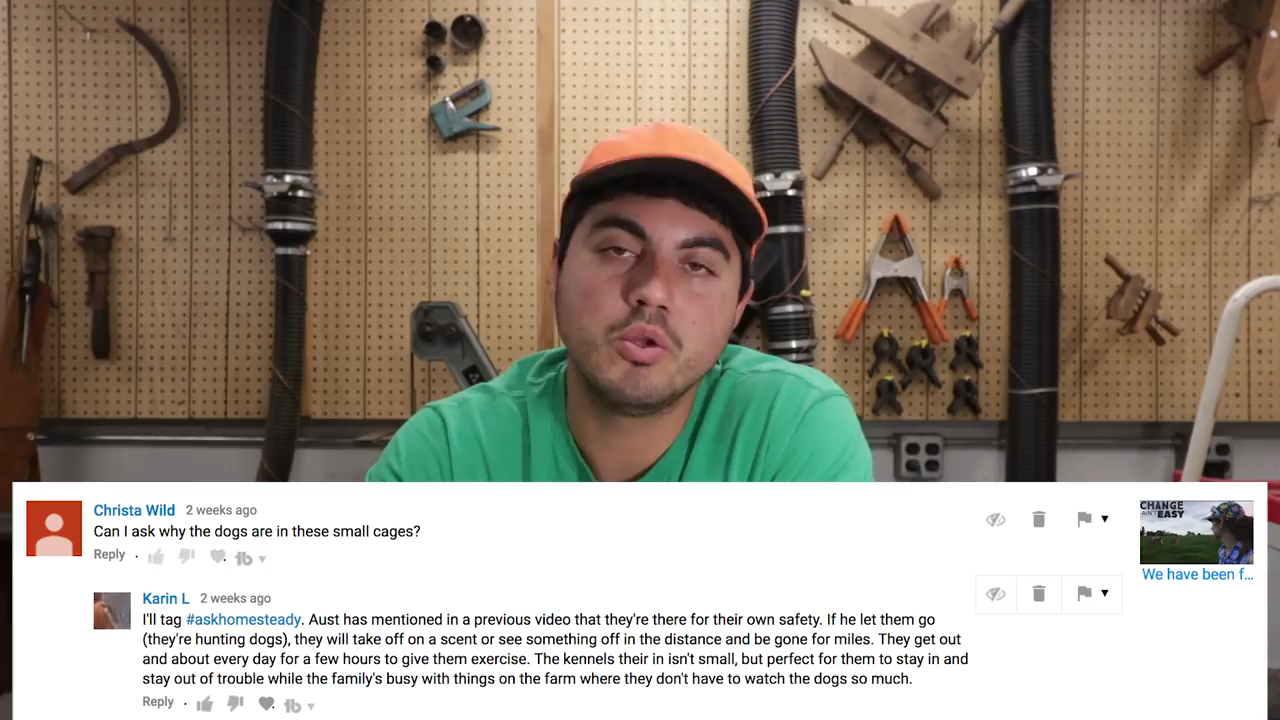 Christa Wild 2 weeks ago
Can I ask why the dogs are in these small cages?
Reply
Karin L 2 weeks ago
I'll tag #askhomesteady. Aust has mentioned in a previous video that they're there for their own safety. If he let them go
(they're hunting dogs), they will take off on a scent or see something off in the distance and be gone for miles. They get out
and about every day for a few hours to give them exercise. The kennels their in isn't small, but perfect for them to stay in and
stay out of trouble while the family's busy with things on the farm where they don't have to watch the dogs so much.
Reply
CHANGE
AIN'T EASY
We have been f...